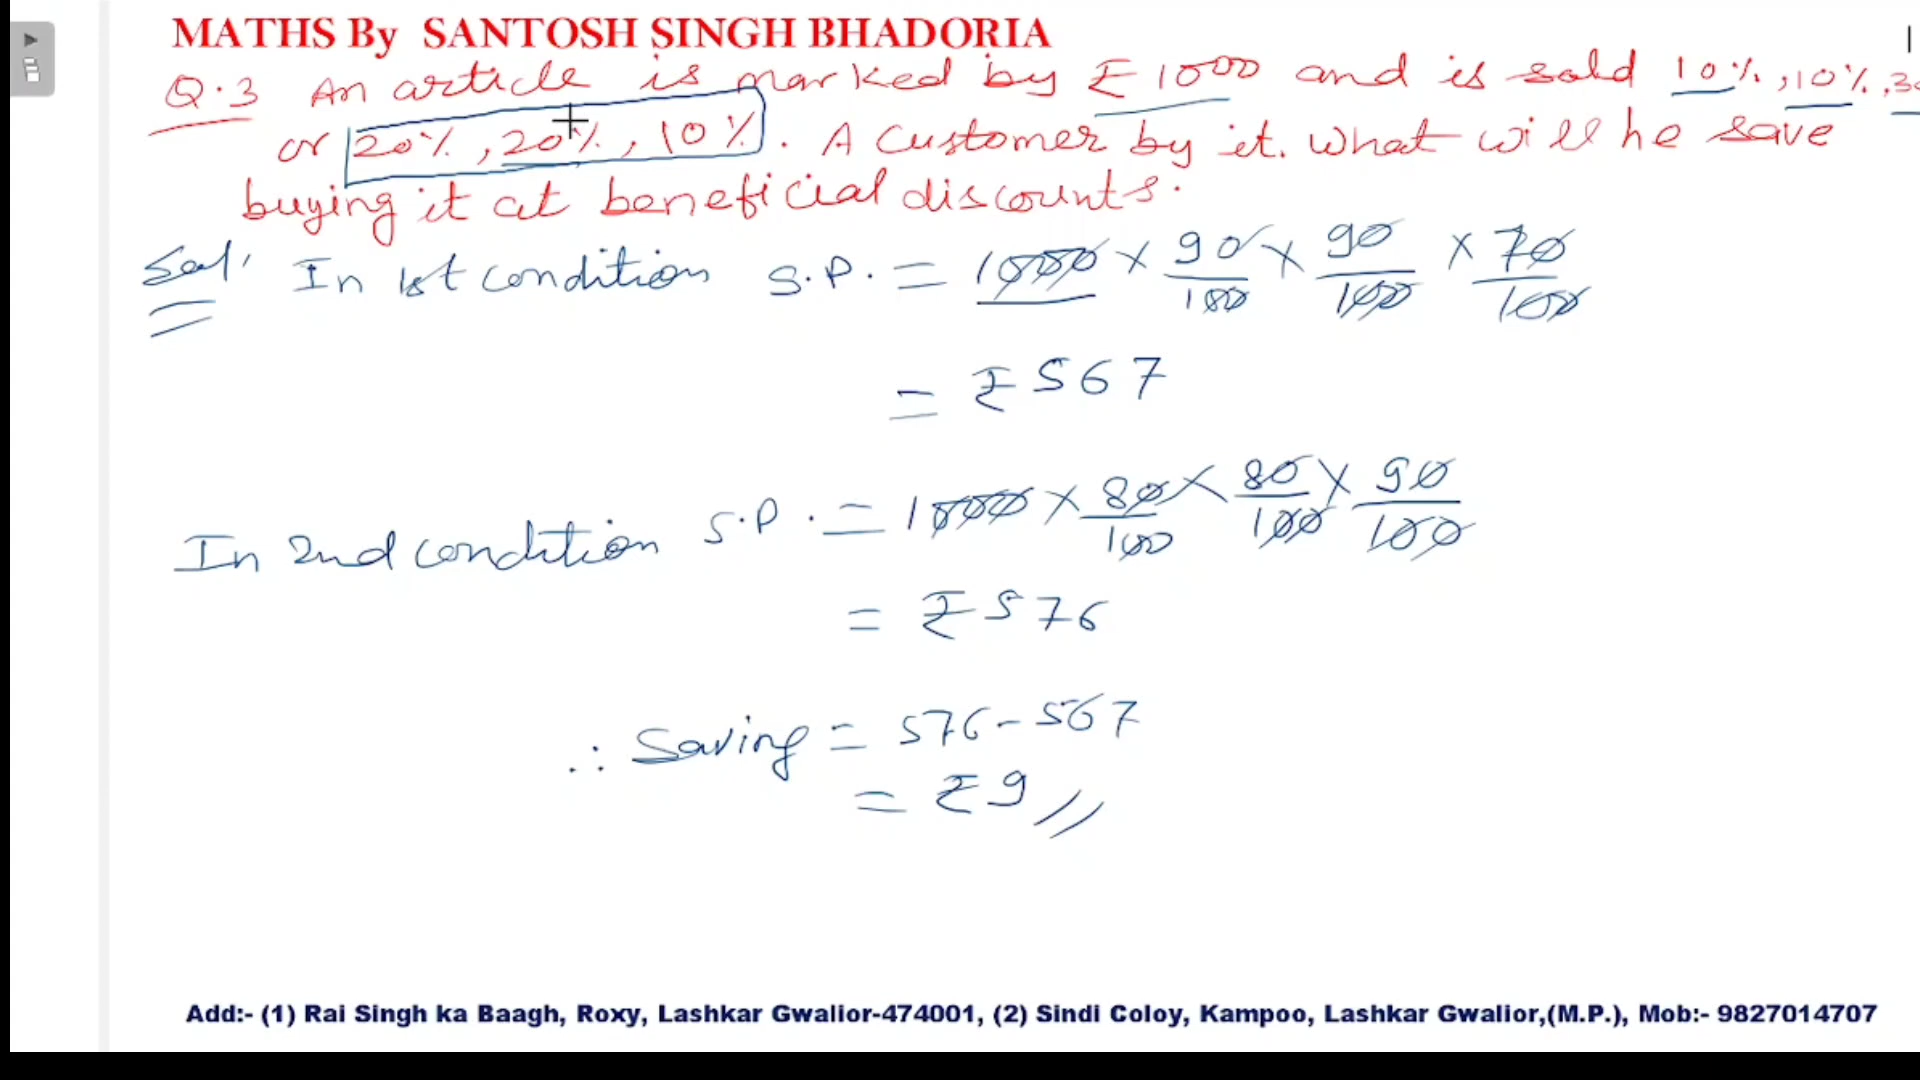 MATHS By SANTOSH SINGH BHADORIA
Q.3 An article is marked by ₹1000 and is sold 10%, 10%,
or 20%, 20%, 10%. A Customer by it. What will he save
buying it at beneficial discounts.
Sol, In 1st condition S.P. = 1000 × 90/100 × 90/100 × 70/100
= ₹567
In 2nd condition S.P. = 1000 × 80/100 × 80/100 × 90/100
= ₹576
∴ Saving = 576-567
= ₹9 //
Add:- (1) Rai Singh ka Baagh, Roxy, Lashkar Gwalior-474001, (2) Sindi Coloy, Kampoo, Lashkar Gwalior,(M.P.), Mob:- 9827014707